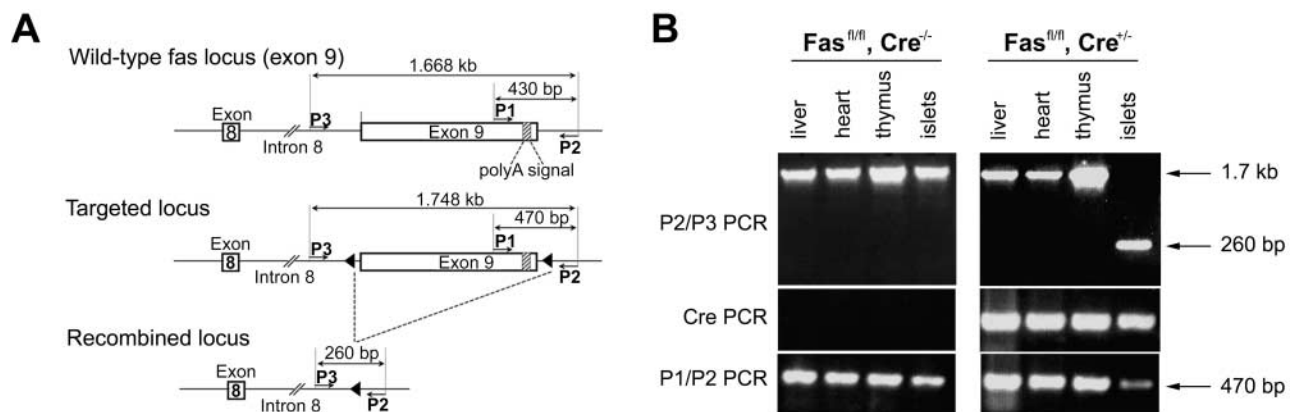 A
Wild-type fas locus (exon 9)
1.668 kb
430 bp
P1
Exon
8
P3
Exon 9
Intron 8
P2
polyA signal
Targeted locus
1.748 kb
470 bp
P1
Exon
8
P3
Exon 9
Intron 8
P2
Recombined locus
260 bp
Exon
8
P3
Intron 8
P2
B
Fas fl/fl, Cre-/-
Fas fl/fl, Cre+/-
liver
heart
thymus
islets
liver
heart
thymus
islets
P2/P3 PCR
1.7 kb
260 bp
Cre PCR
P1/P2 PCR
470 bp